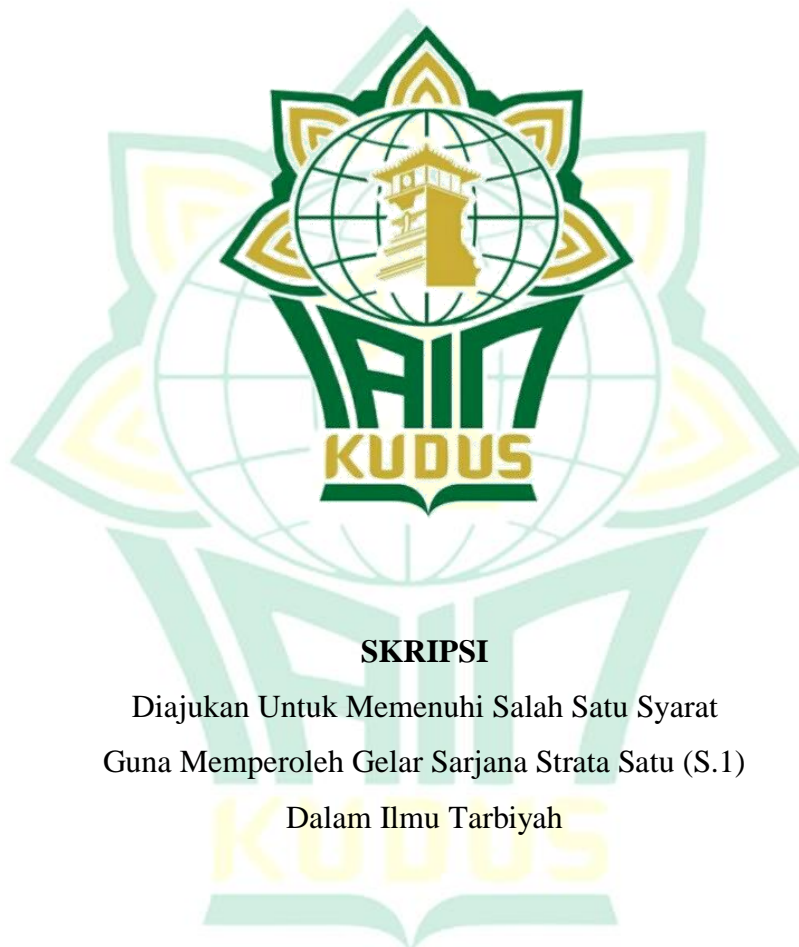 IAIN
KUDUS
SKRIPSI
Diajukan Untuk Memenuhi Salah Satu Syarat
Guna Memperoleh Gelar Sarjana Strata Satu (S.1)
Dalam Ilmu Tarbiyah
KUDUS